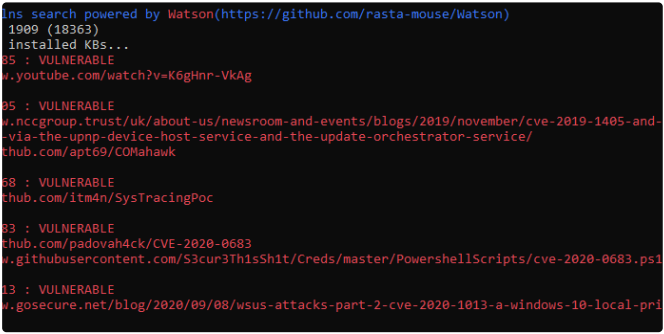 ins search powered by Watson(https://github.com/rasta-mouse/Watson)
1909 (18363)
installed KBs...
85 : VULNERABLE
w.youtube.com/watch?v=K6gHnr-VkAg
05 : VULNERABLE
w.nccgroup.trust/uk/about-us/newsroom-and-events/blogs/2019/november/cve-2019-1405-and-
-via-the-upnp-device-host-service-and-the-update-orchestrator-service/
thub.com/apt69/COMahawk
68 : VULNERABLE
thub.com/itm4n/SysTracingPoc
83 : VULNERABLE
thub.com/padovah4ck/CVE-2020-0683
w.githubusercontent.com/S3cur3Th1sSh1t/Creds/master/PowershellScripts/cve-2020-0683.ps1
13 : VULNERABLE
w.gosecure.net/blog/2020/09/08/wsus-attacks-part-2-cve-2020-1013-a-windows-10-local-pri